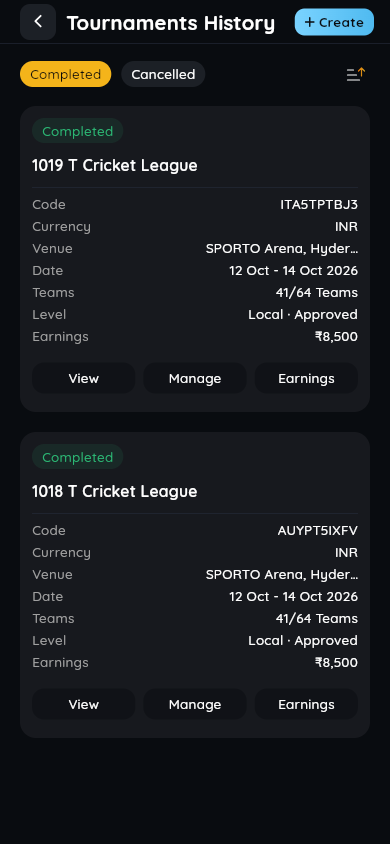 Tournaments History
+ Create
Completed
Cancelled
Completed
1019 T Cricket League
Code ITA5TPTBJ3
Currency INR
Venue SPORTO Arena, Hyder...
Date 12 Oct - 14 Oct 2026
Teams 41/64 Teams
Level Local · Approved
Earnings ₹8,500
View Manage Earnings
Completed
1018 T Cricket League
Code AUYPT5IXFV
Currency INR
Venue SPORTO Arena, Hyder...
Date 12 Oct - 14 Oct 2026
Teams 41/64 Teams
Level Local · Approved
Earnings ₹8,500
View Manage Earnings